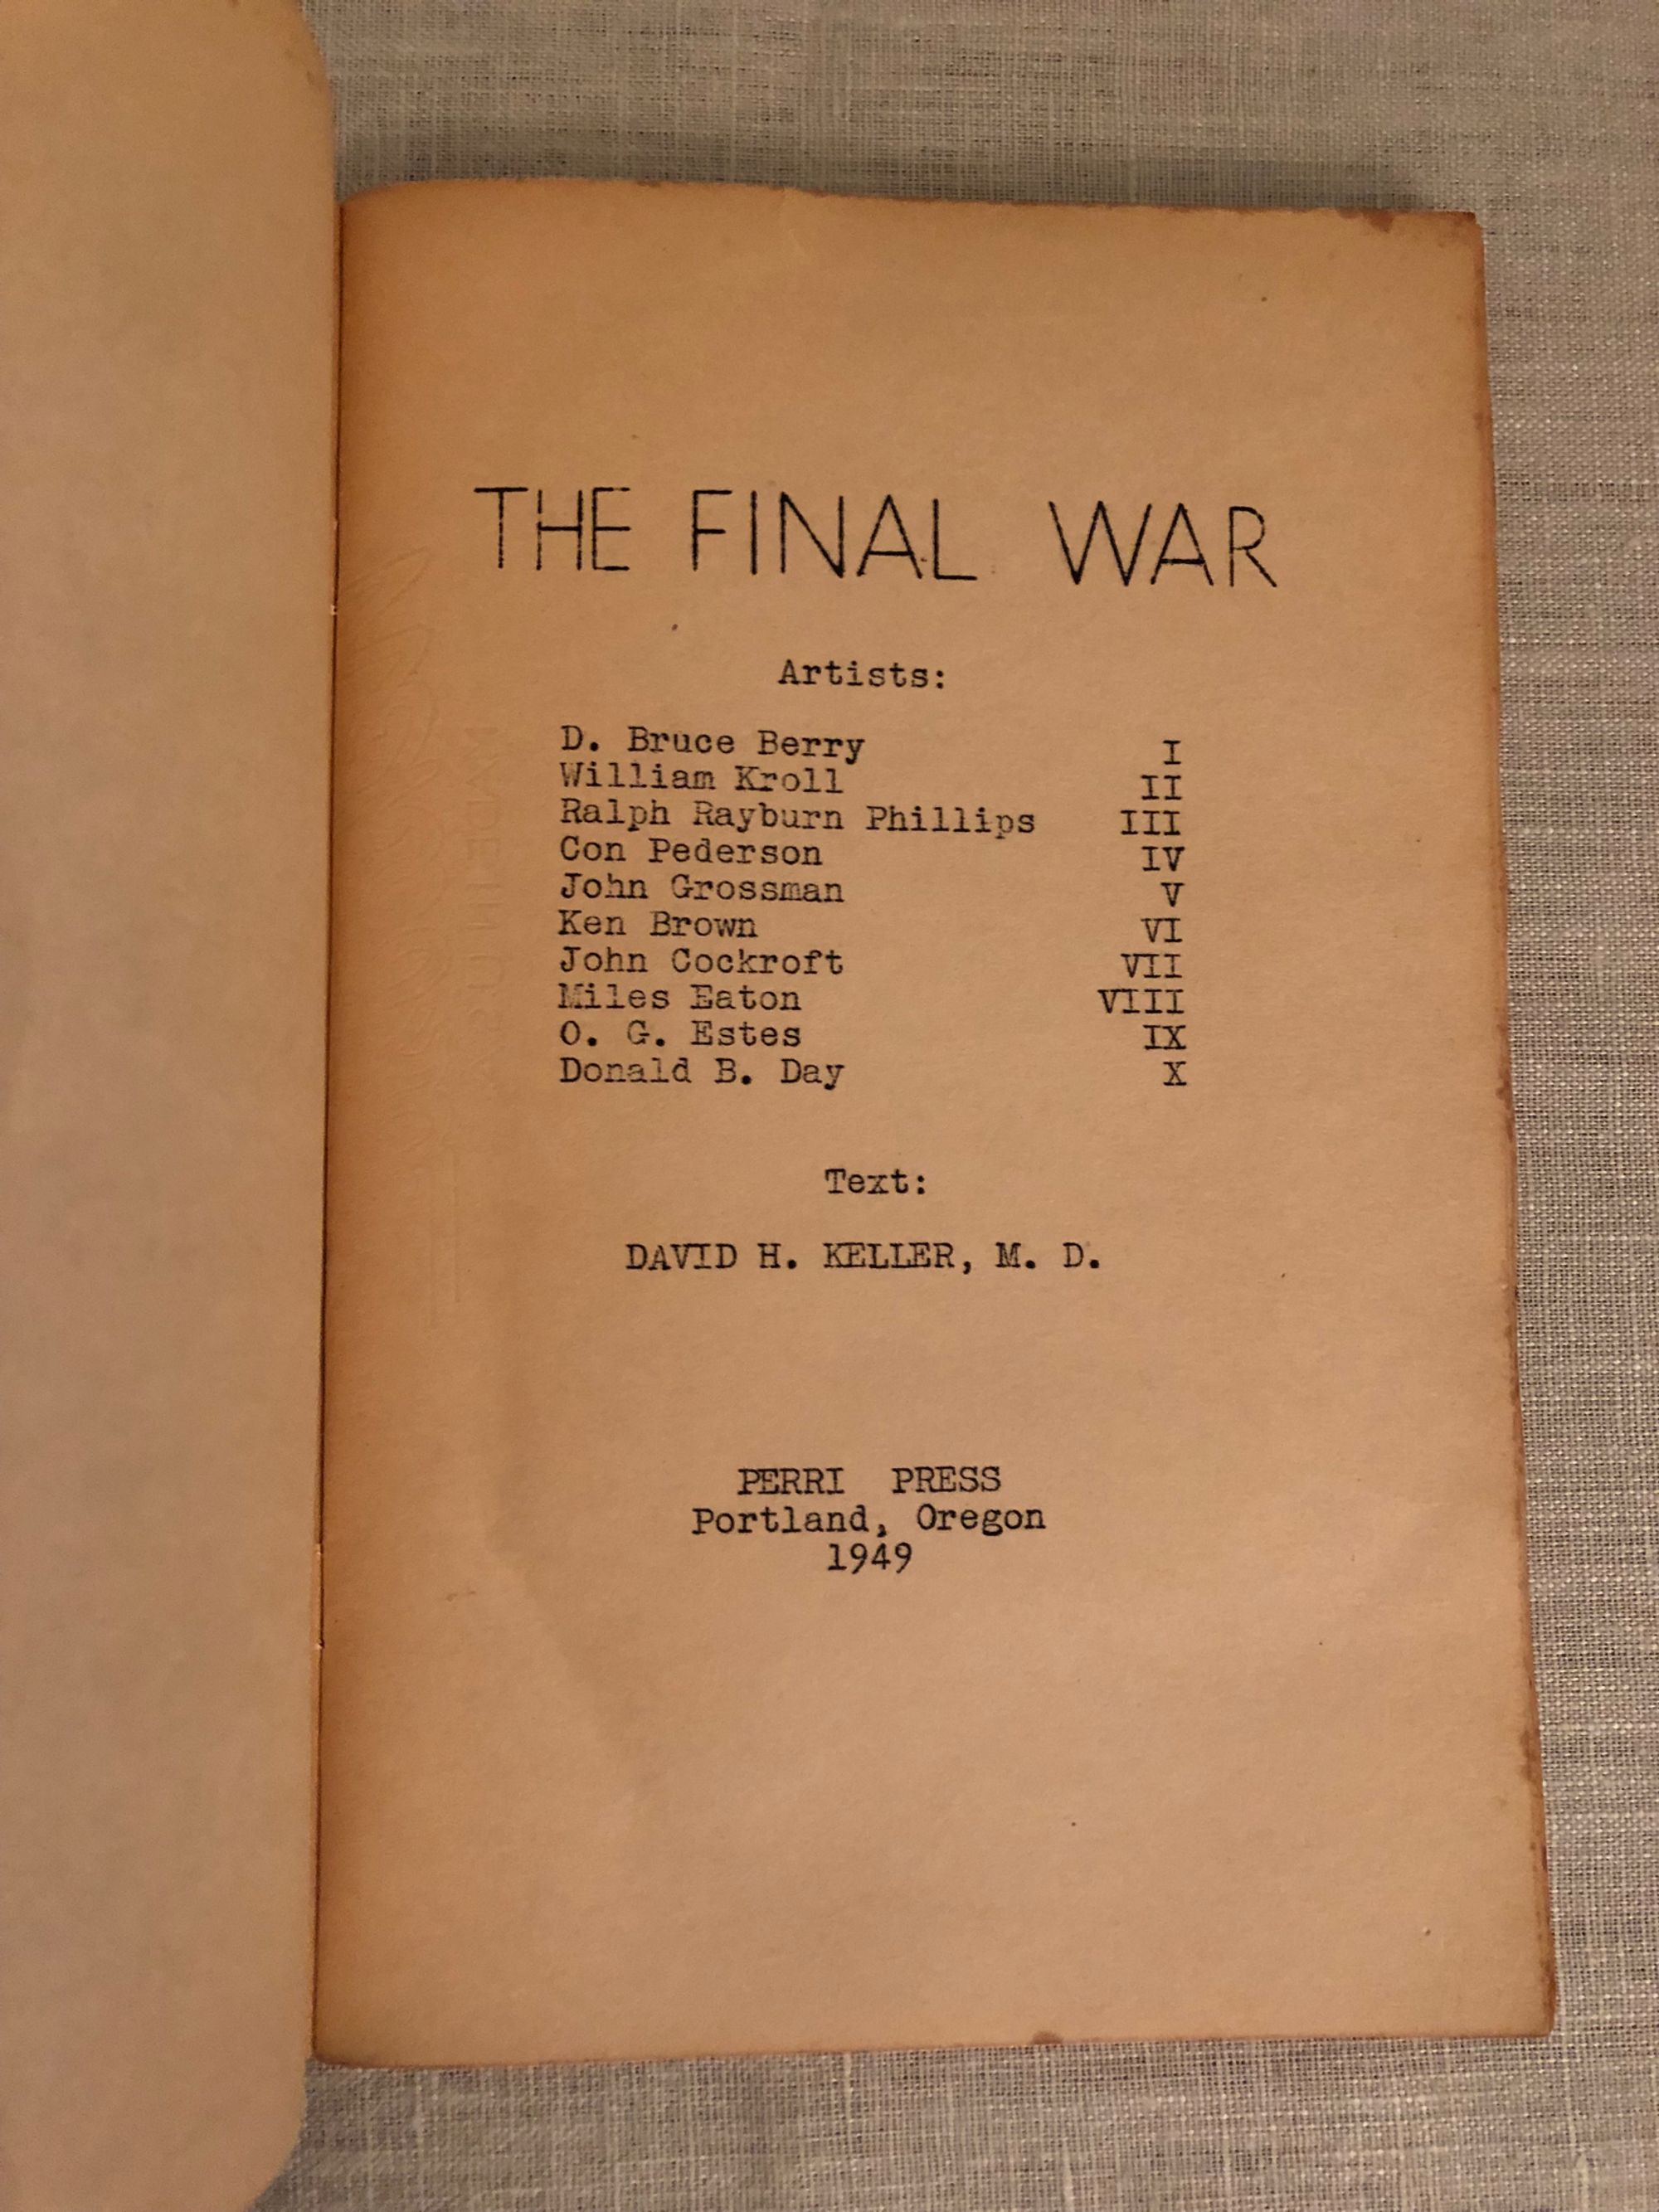 THE FINAL WAR
Artists:
D. Bruce Berry I
William Kroll II
Ralph Rayburn Phillips III
Con Pederson IV
John Grossman V
Ken Brown VI
John Cockroft VII
Miles Eaton VIII
O. G. Estes IX
Donald B. Day X
Text:
DAVID H. KELLER, M. D.
PERRI PRESS
Portland, Oregon
1949